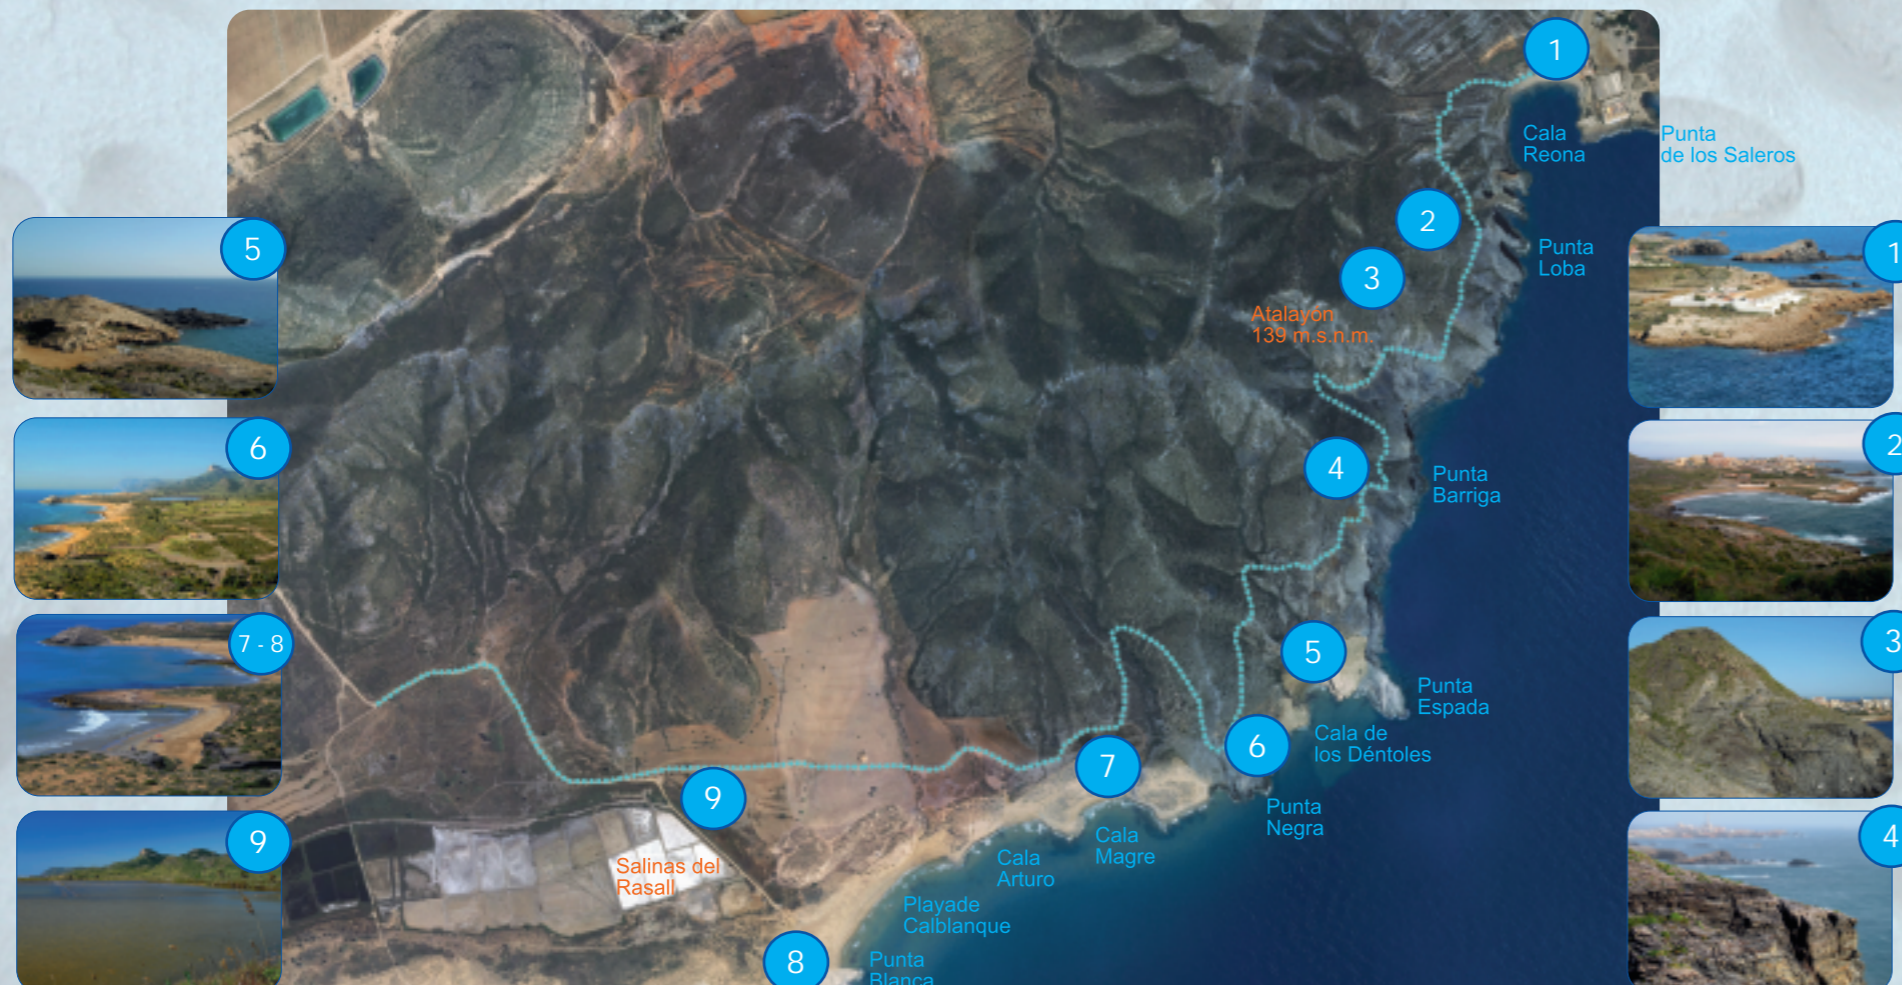 1
Cala
Reona
Punta
de los Saleros
2
Punta
Loba
3
Atalayón
139 m.s.n.m.
4
Punta
Barriga
5
Punta
Espada
Cala de
los Déntoles
6
Punta
Negra
7
Cala
Magre
Cala
Arturo
9
Salinas del
Rasall
Playade
Calblanque
8
Punta
Blanca
5
6
7 - 8
9
1
2
3
4